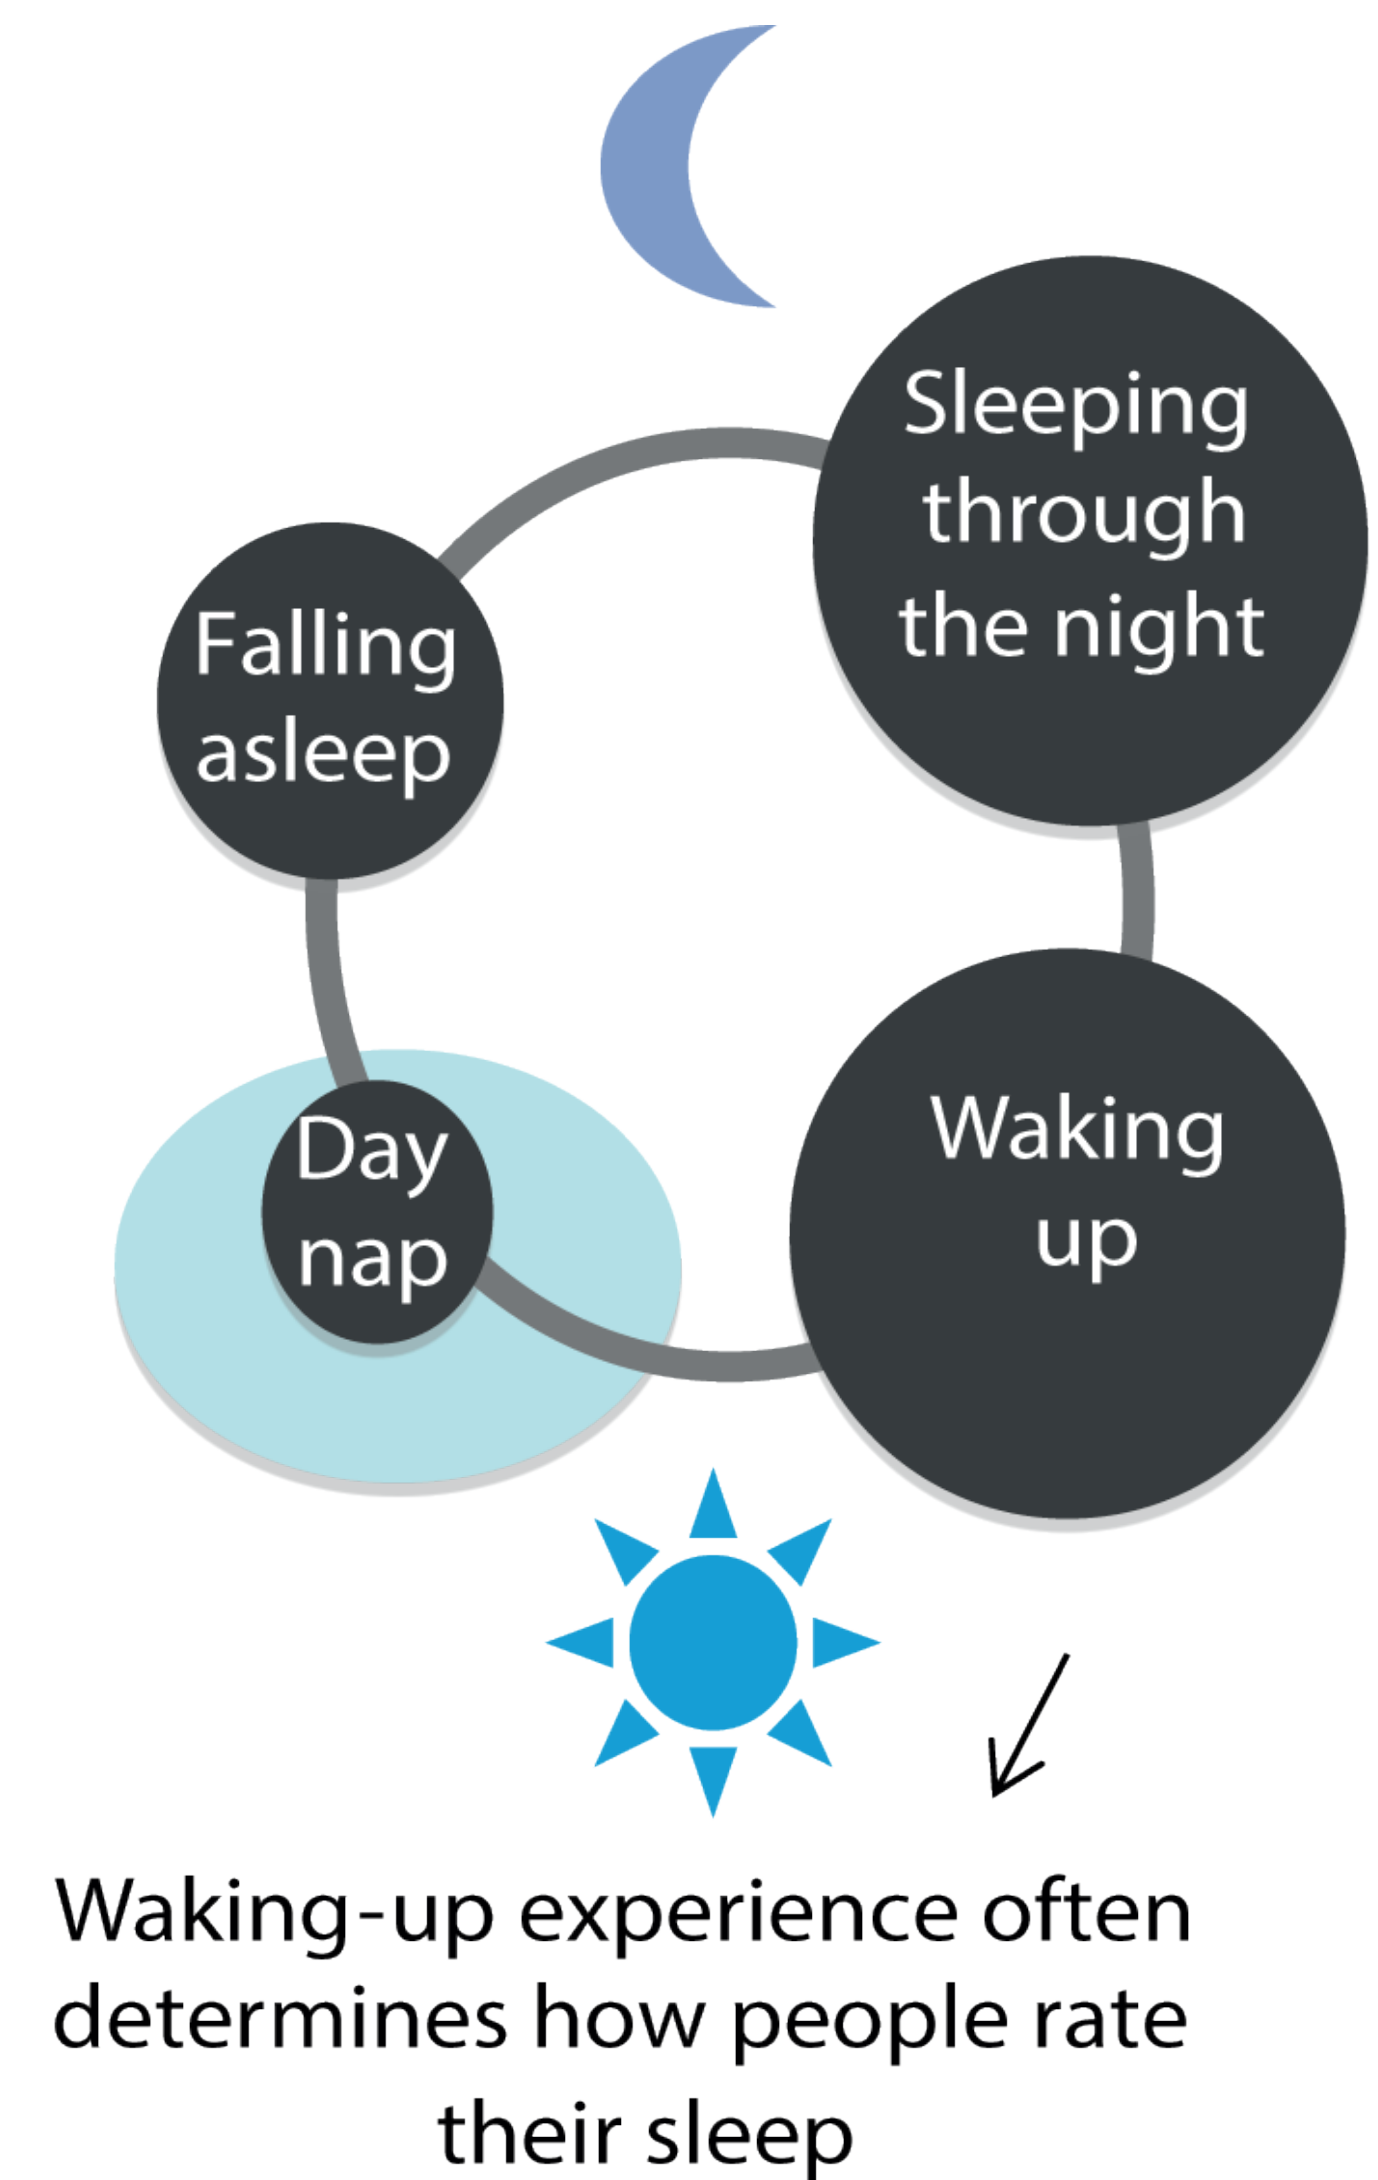 Sleeping
through
the night
Falling
asleep
Day
nap
Waking
up
Waking-up experience often
determines how people rate
their sleep